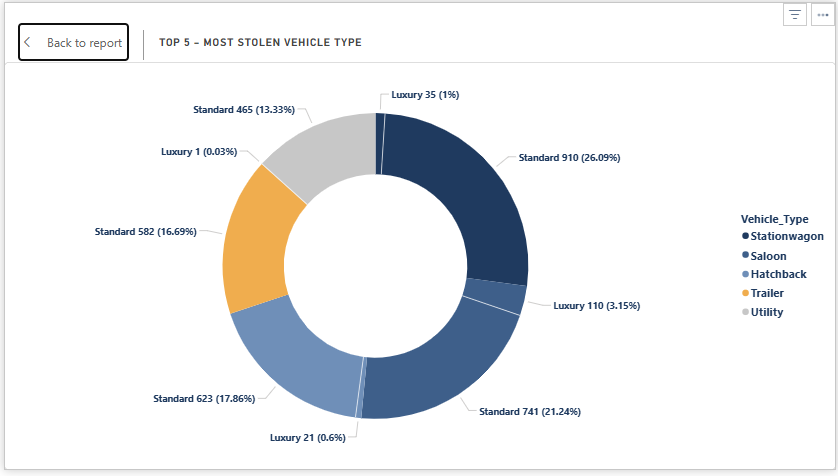 Back to report
TOP 5 – MOST STOLEN VEHICLE TYPE
Luxury 35 (1%)
Standard 910 (26.09%)
Luxury 110 (3.15%)
Standard 741 (21.24%)
Luxury 21 (0.6%)
Standard 623 (17.86%)
Standard 582 (16.69%)
Luxury 1 (0.03%)
Standard 465 (13.33%)
Vehicle_Type
Stationwagon
Saloon
Hatchback
Trailer
Utility